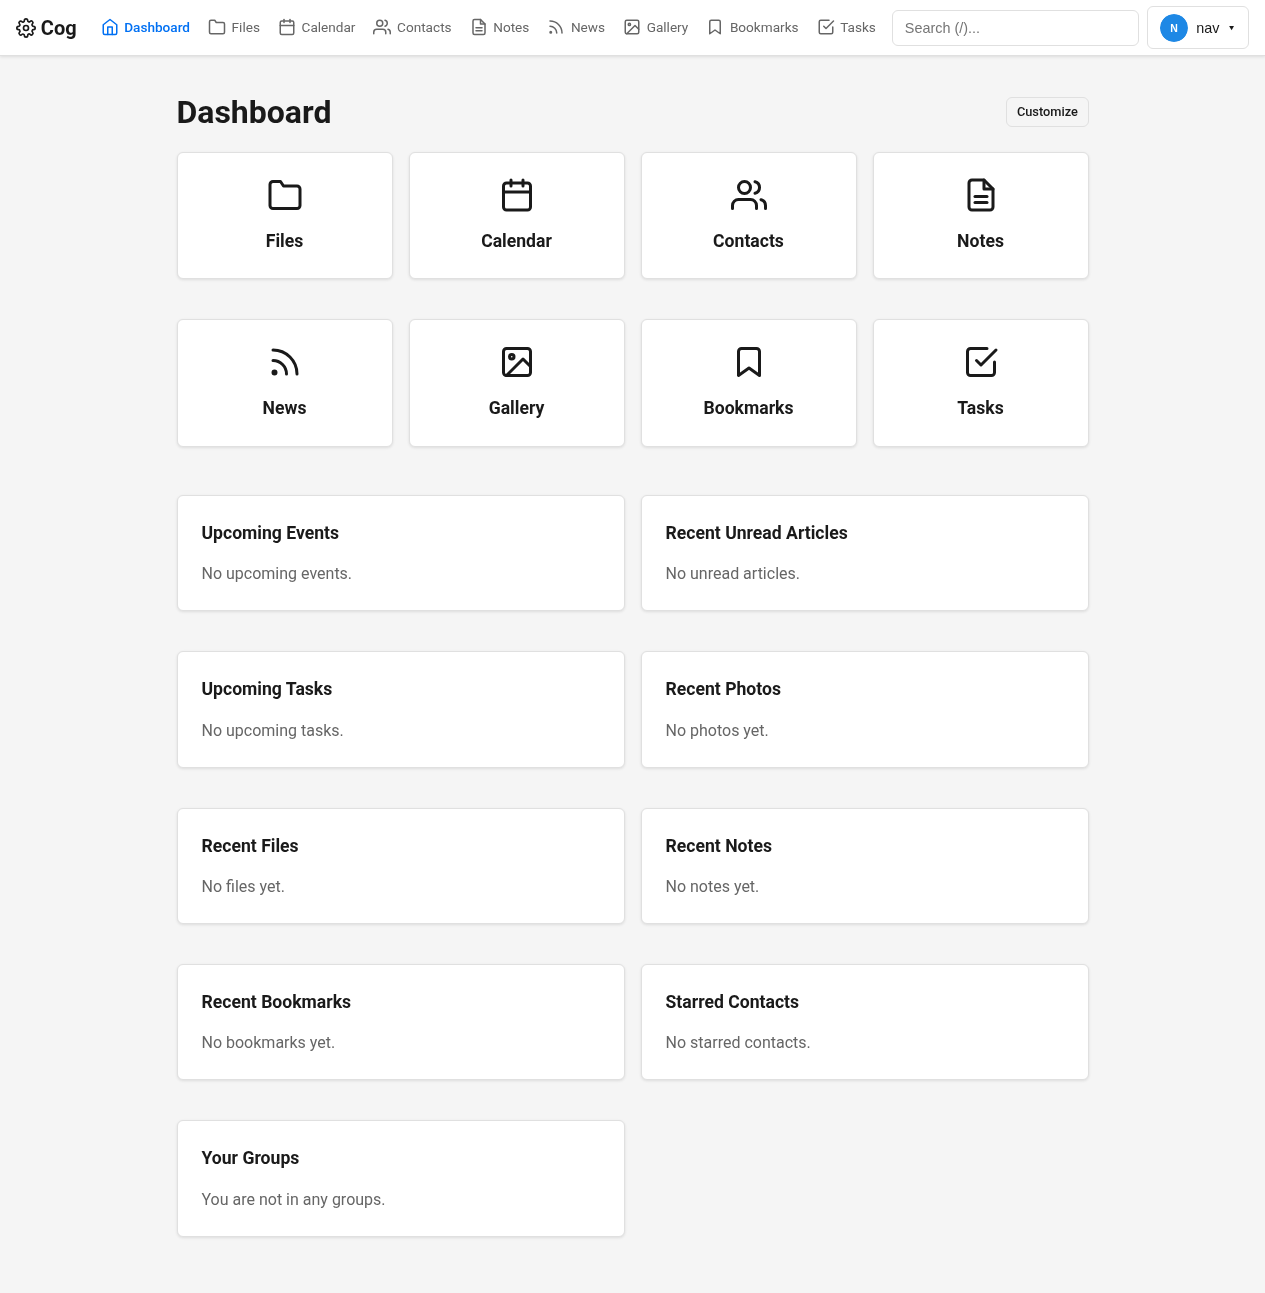 Cog Dashboard Files Calendar Contacts Notes News Gallery Bookmarks Tasks Search (/)... N nav
Dashboard Customize
Files Calendar Contacts Notes
News Gallery Bookmarks Tasks
Upcoming Events
No upcoming events.
Recent Unread Articles
No unread articles.
Upcoming Tasks
No upcoming tasks.
Recent Photos
No photos yet.
Recent Files
No files yet.
Recent Notes
No notes yet.
Recent Bookmarks
No bookmarks yet.
Starred Contacts
No starred contacts.
Your Groups
You are not in any groups.